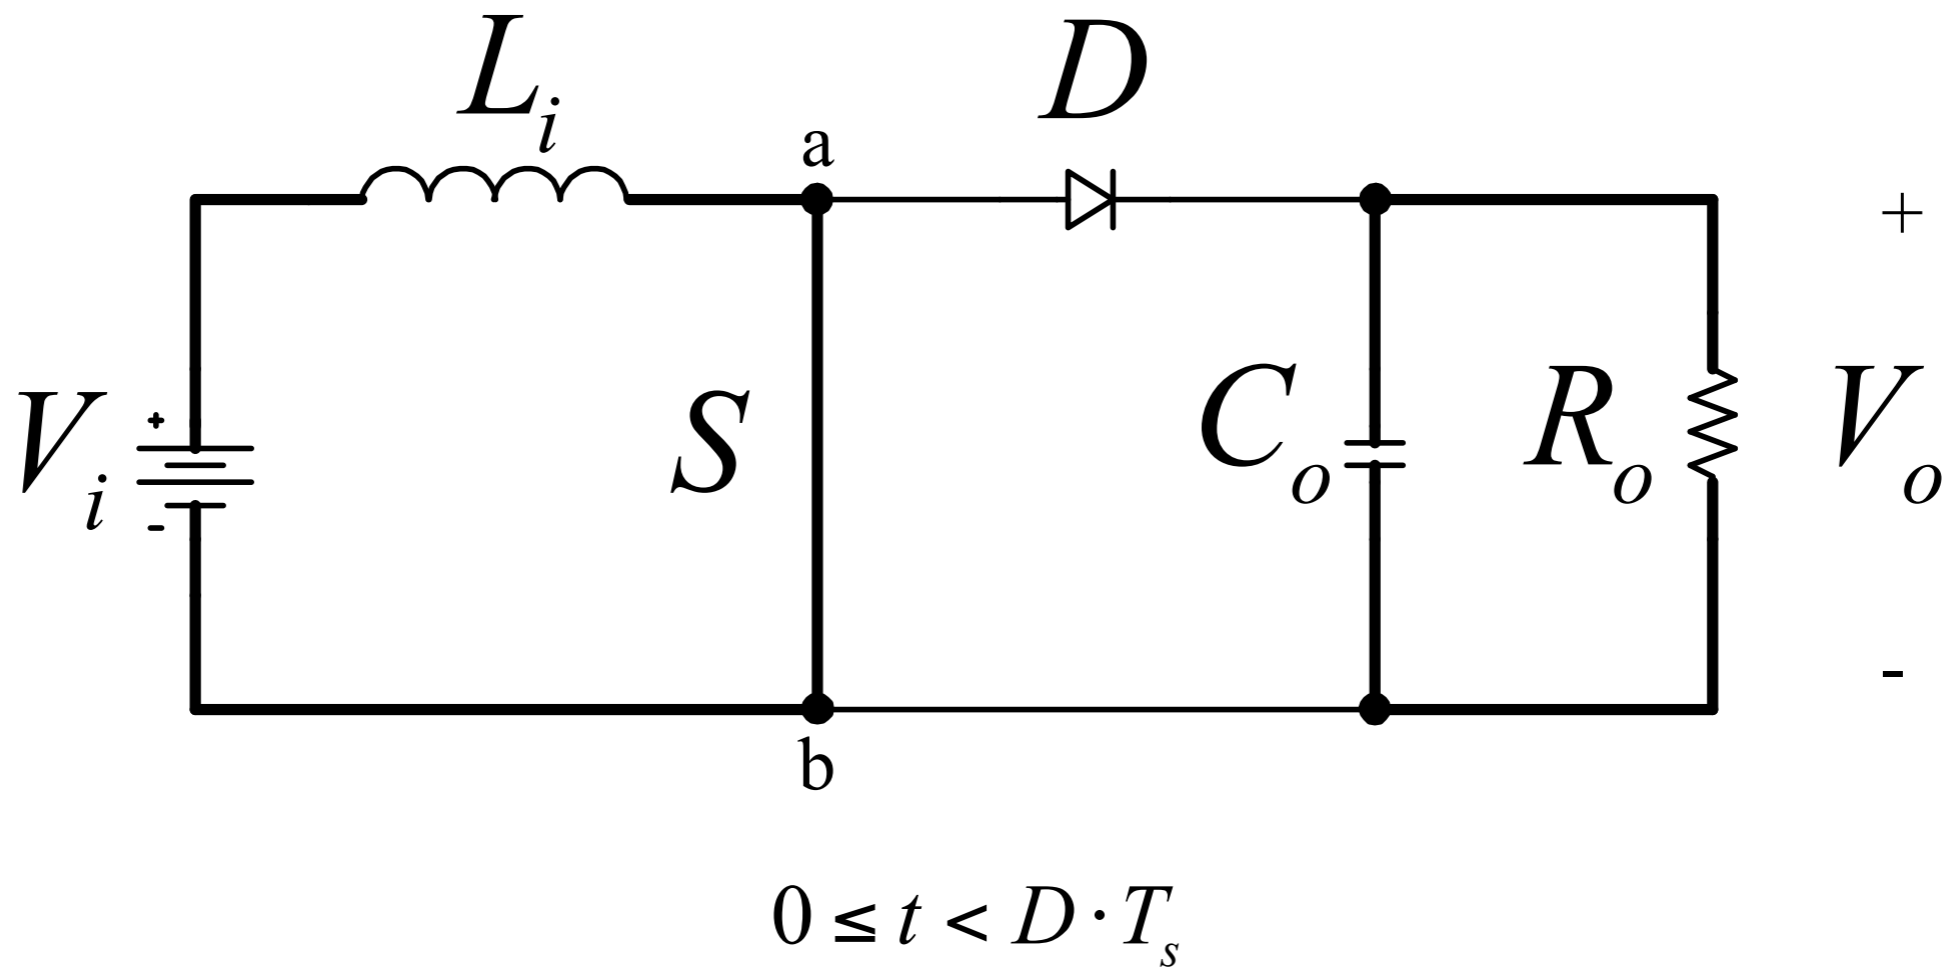 L_i
D
a
+
V_i
+
-
S
C_o
R_o
V_o
-
b
0 ≤ t < D · T_s